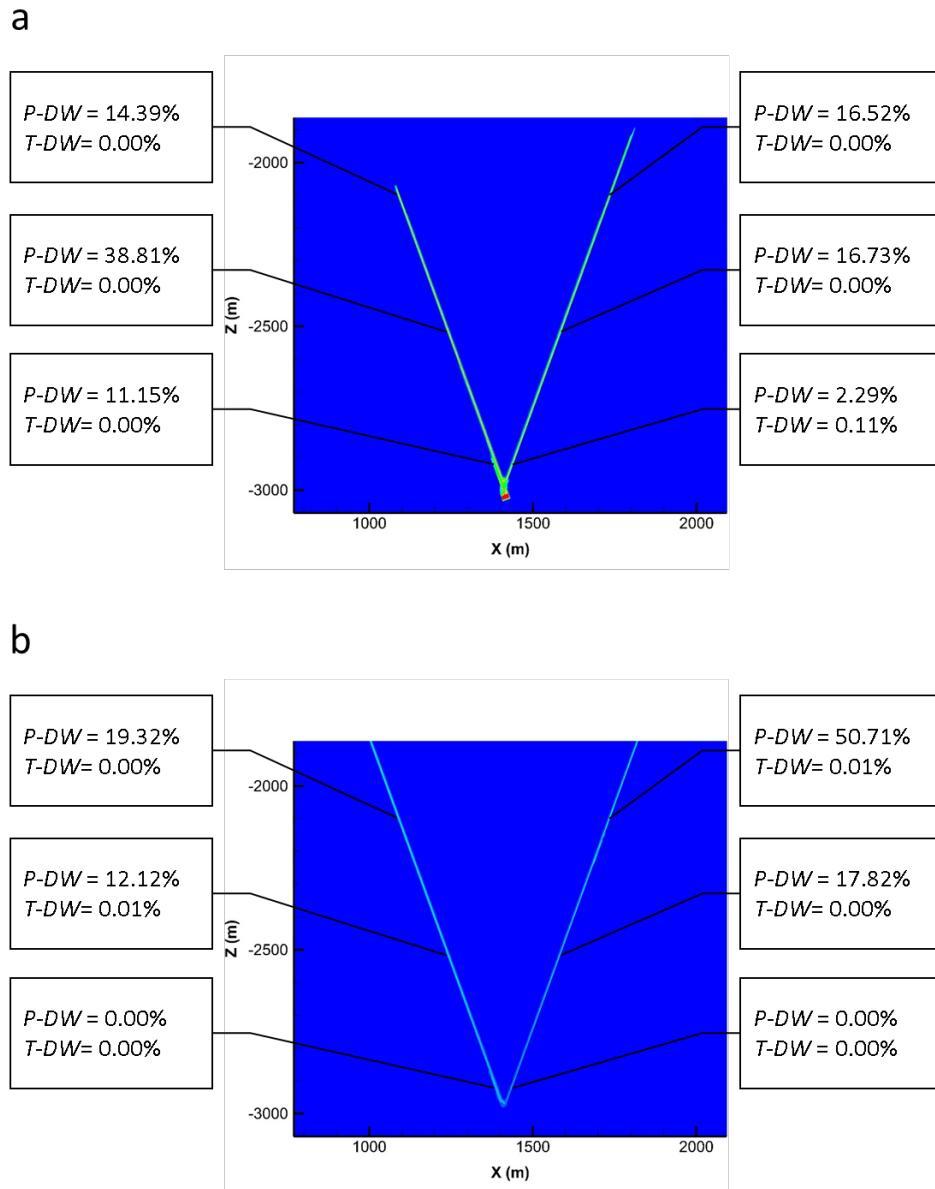 a
P-DW = 14.39%
T-DW= 0.00%
P-DW = 16.52%
T-DW= 0.00%
P-DW = 38.81%
T-DW= 0.00%
P-DW = 16.73%
T-DW= 0.00%
P-DW = 11.15%
T-DW= 0.00%
P-DW = 2.29%
T-DW = 0.11%
Z (m)
-2000
-2500
-3000
1000 1500 2000
X (m)
b
P-DW = 19.32%
T-DW = 0.00%
P-DW = 50.71%
T-DW = 0.01%
P-DW = 12.12%
T-DW = 0.01%
P-DW = 17.82%
T-DW = 0.00%
P-DW = 0.00%
T-DW = 0.00%
P-DW = 0.00%
T-DW = 0.00%
Z (m)
-2000
-2500
-3000
1000 1500 2000
X (m)